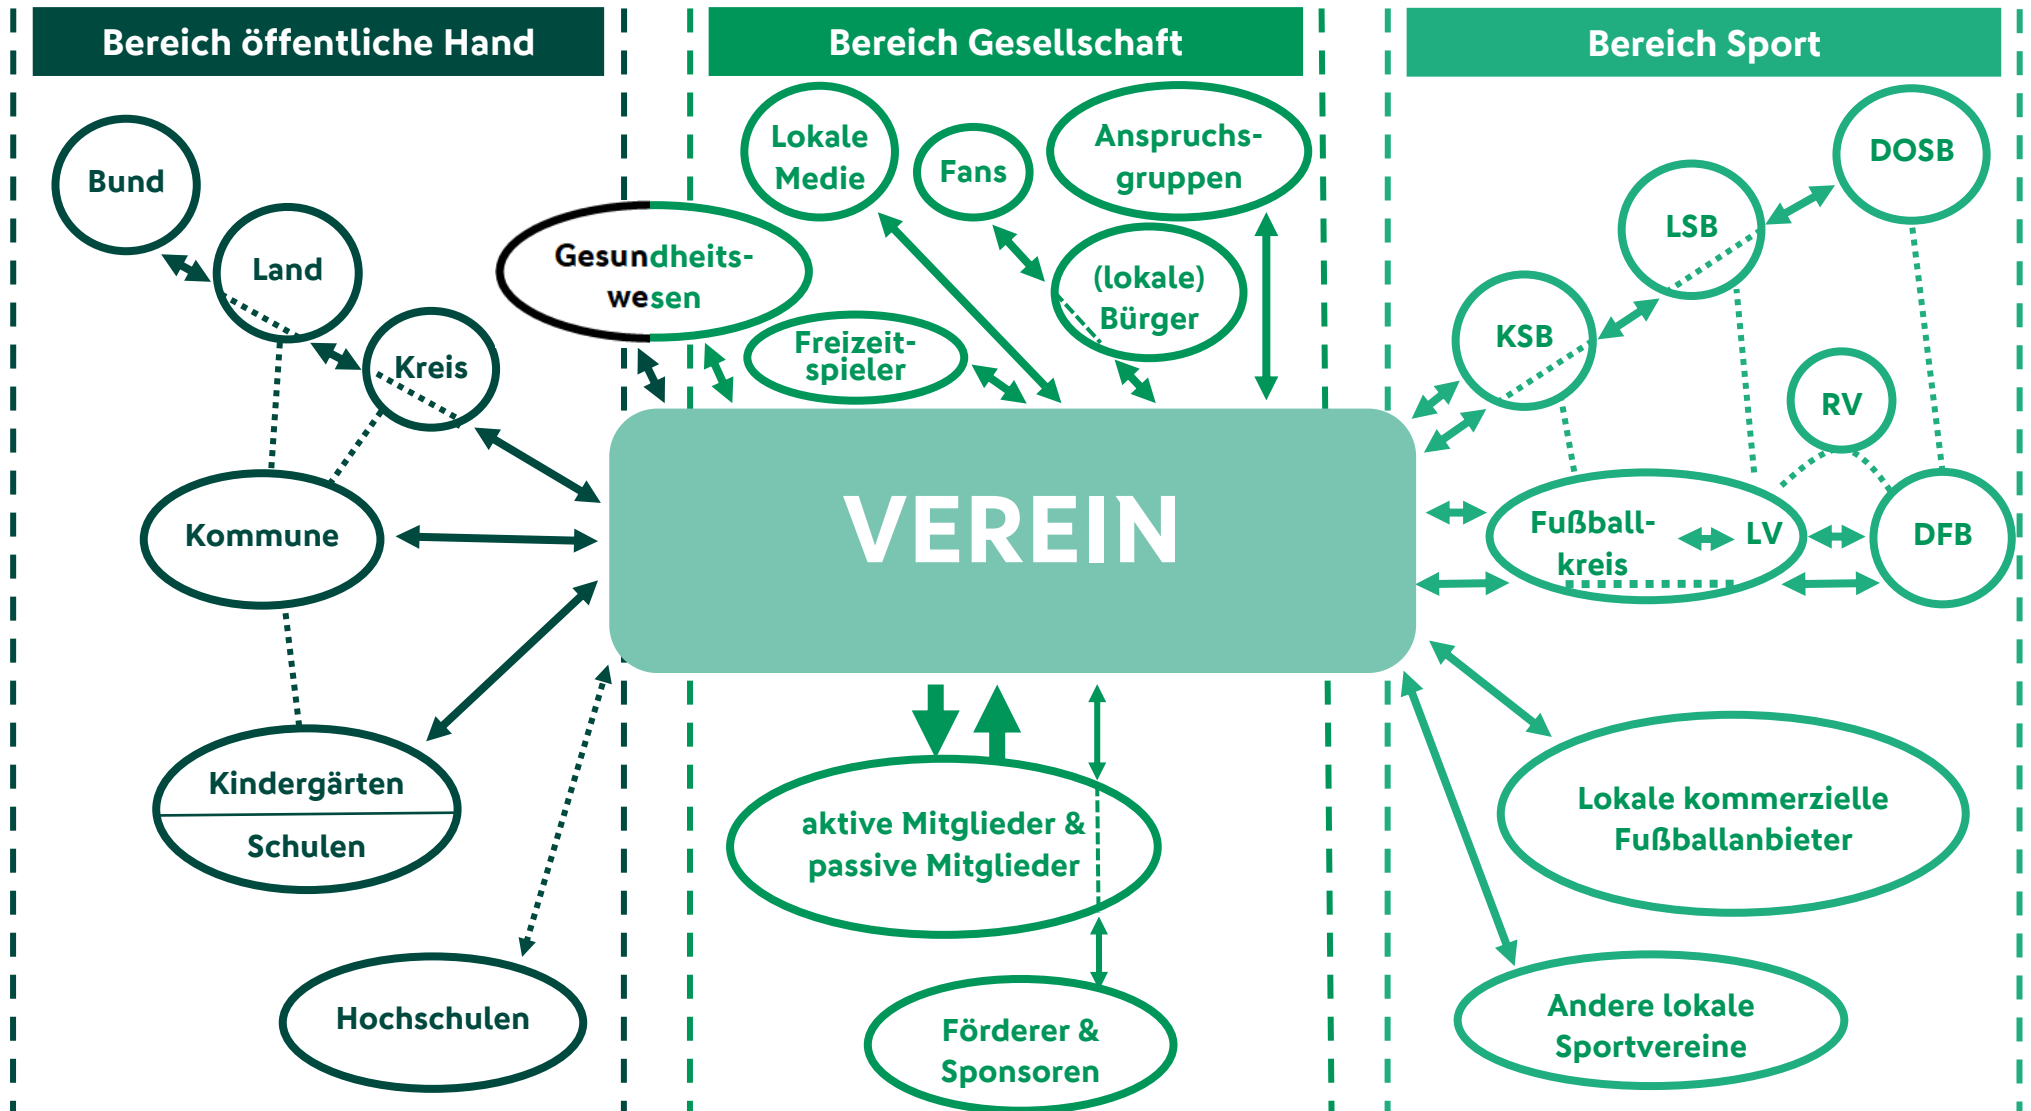 Bereich öffentliche Hand
Bund
Land
Kreis
Kommune
Kindergärten
Schulen
Hochschulen
Bereich Gesellschaft
Lokale
Medie
Fans
Anspruchs-
gruppen
Gesundheits-
wesen
(lokale)
Bürger
Freizeit-
spieler
VEREIN
aktive Mitglieder &
passive Mitglieder
Förderer &
Sponsoren
Bereich Sport
DOSB
LSB
KSB
RV
Fußball-
kreis
LV
DFB
Lokale kommerzielle
Fußballanbieter
Andere lokale
Sportvereine